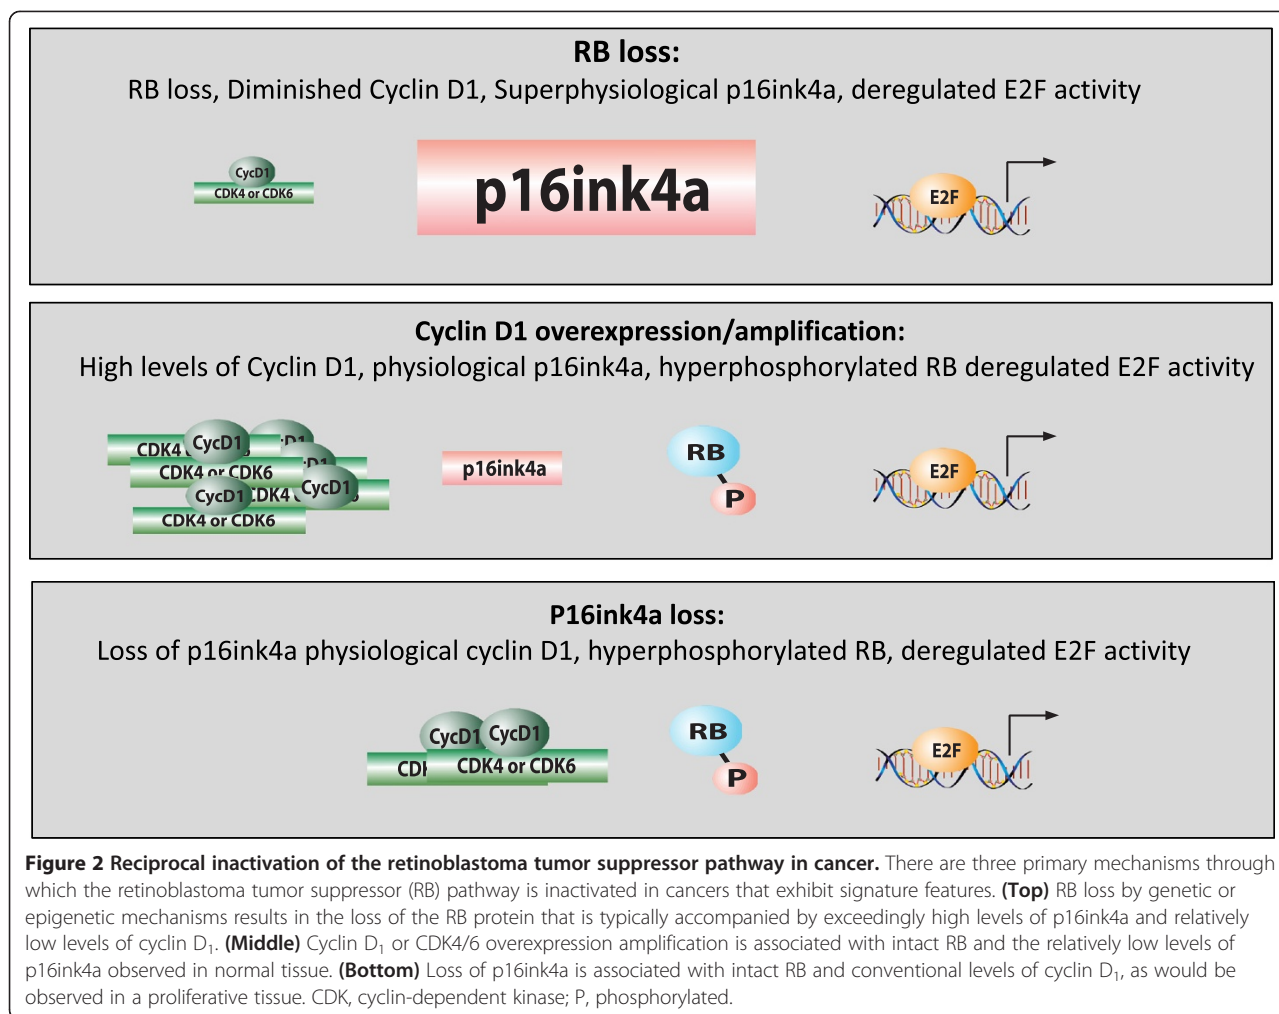 RB loss:
RB loss, Diminished Cyclin D1, Superphysiological p16ink4a, deregulated E2F activity
CycD1
CDK4 or CDK6
p16ink4a
E2F
Cyclin D1 overexpression/amplification:
High levels of Cyclin D1, physiological p16ink4a, hyperphosphorylated RB deregulated E2F activity
CycD1
CDK4
CDK4 or CDK6
CycD1
CycD1
CDK4 or CDK6
p16ink4a
RB
P
E2F
P16ink4a loss:
Loss of p16ink4a physiological cyclin D1, hyperphosphorylated RB, deregulated E2F activity
CycD1
CycD1
CDK4 or CDK6
RB
P
E2F
Figure 2 Reciprocal inactivation of the retinoblastoma tumor suppressor pathway in cancer. There are three primary mechanisms through
which the retinoblastoma tumor suppressor (RB) pathway is inactivated in cancers that exhibit signature features. (Top) RB loss by genetic or
epigenetic mechanisms results in the loss of the RB protein that is typically accompanied by exceedingly high levels of p16ink4a and relatively
low levels of cyclin D₁. (Middle) Cyclin D₁ or CDK4/6 overexpression amplification is associated with intact RB and the relatively low levels of
p16ink4a observed in normal tissue. (Bottom) Loss of p16ink4a is associated with intact RB and conventional levels of cyclin D₁, as would be
observed in a proliferative tissue. CDK, cyclin-dependent kinase; P, phosphorylated.